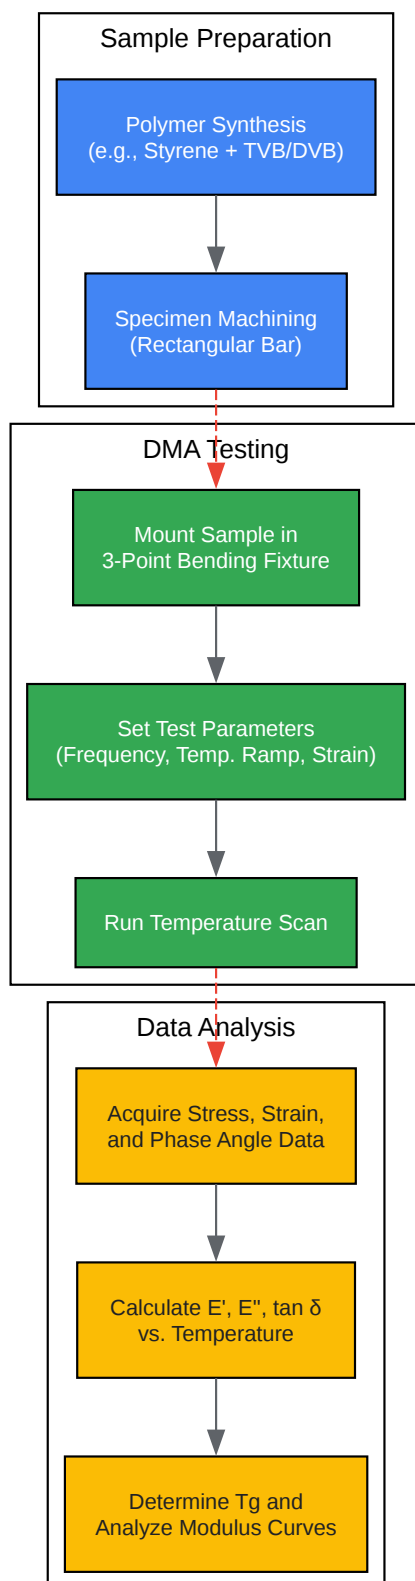 Sample Preparation
Polymer Synthesis
(e.g., Styrene + TVB/DVB)
Specimen Machining
(Rectangular Bar)
DMA Testing
Mount Sample in
3-Point Bending Fixture
Set Test Parameters
(Frequency, Temp. Ramp, Strain)
Run Temperature Scan
Data Analysis
Acquire Stress, Strain,
and Phase Angle Data
Calculate E', E'', tan δ
vs. Temperature
Determine Tg and
Analyze Modulus Curves